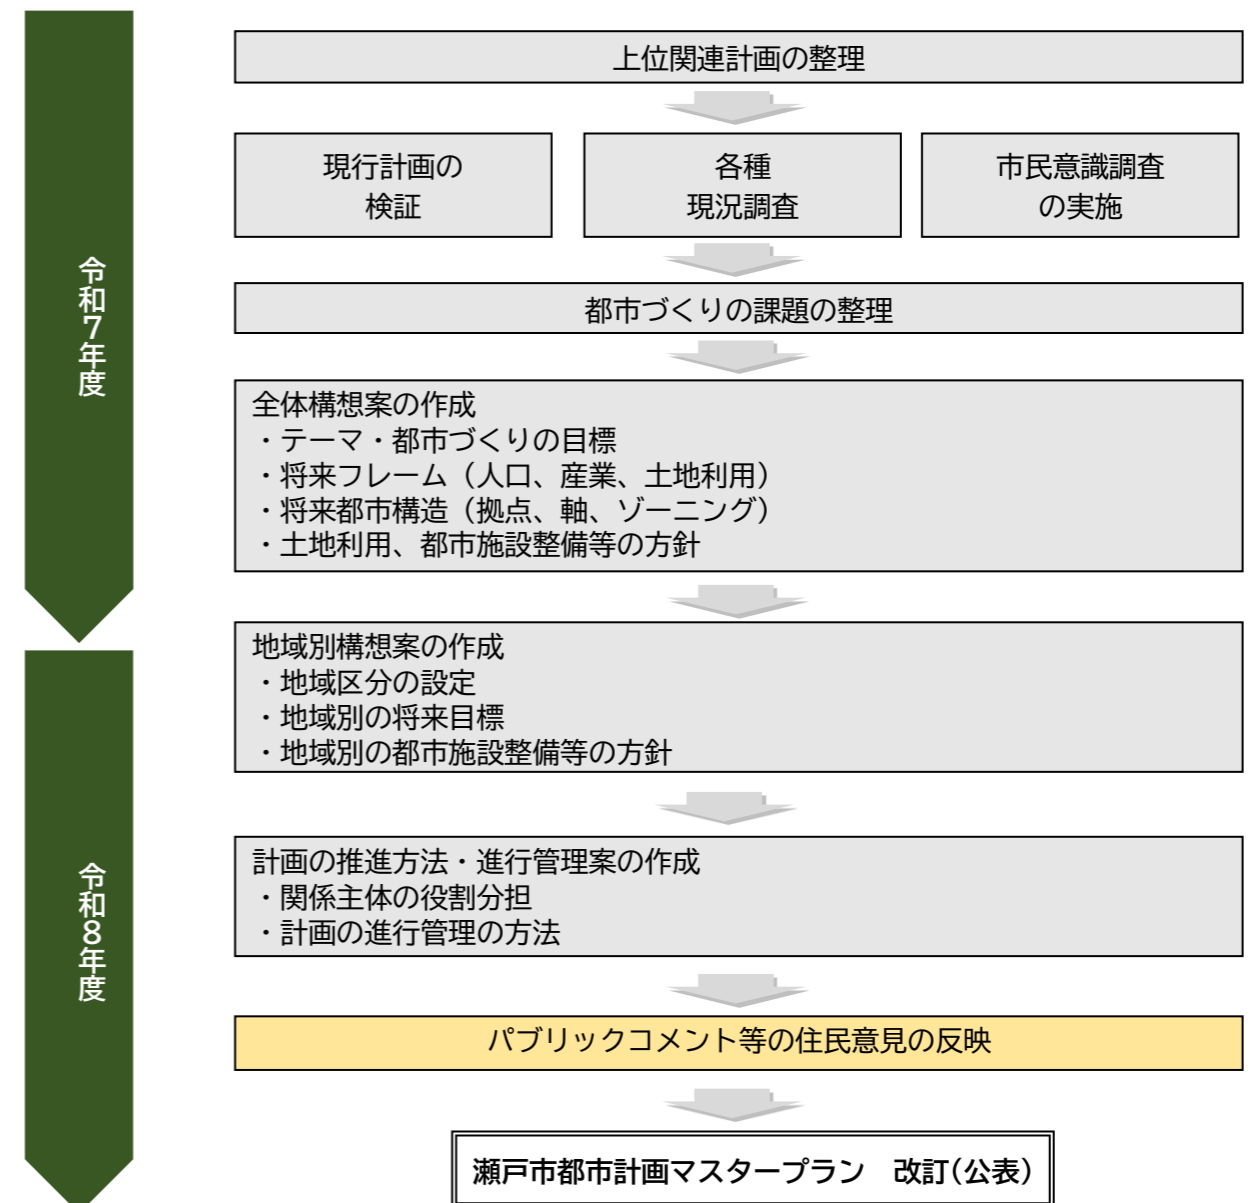 令和7年度
上位関連計画の整理
現行計画の
検証
各種
現況調査
市民意識調査
の実施
都市づくりの課題の整理
全体構想案の作成
・テーマ・都市づくりの目標
・将来フレーム（人口、産業、土地利用）
・将来都市構造（拠点、軸、ゾーニング）
・土地利用、都市施設整備等の方針
令和8年度
地域別構想案の作成
・地域区分の設定
・地域別の将来目標
・地域別の都市施設整備等の方針
計画の推進方法・進行管理案の作成
・関係主体の役割分担
・計画の進行管理の方法
パブリックコメント等の住民意見の反映
瀬戸市都市計画マスタープラン　改訂（公表）